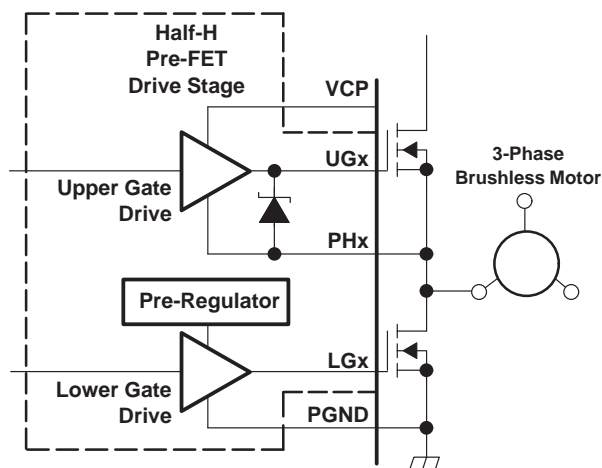 Half-H
Pre-FET
Drive Stage
VCP
UGx
Upper Gate
Drive
PHx
3-Phase
Brushless Motor
Pre-Regulator
LGx
Lower Gate
Drive
PGND